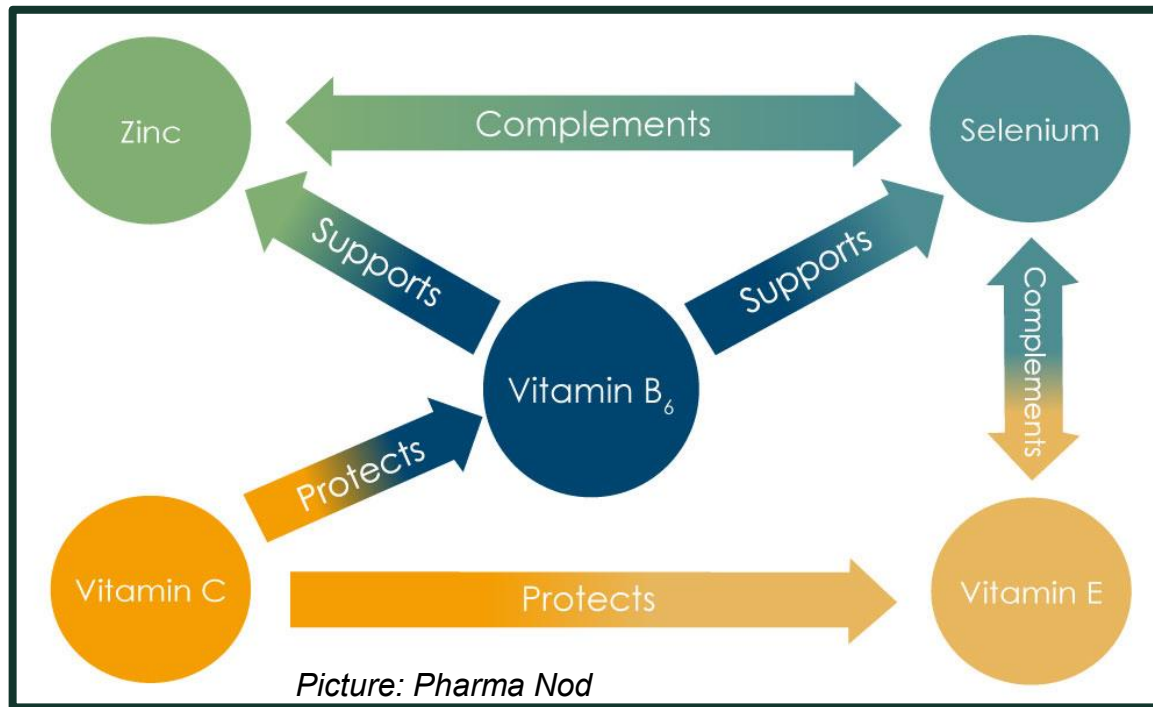 Zinc
Complements
Selenium
Supports
Supports
Complements
Vitamin B₆
Protects
Vitamin C
Protects
Vitamin E
Picture: Pharma Nod